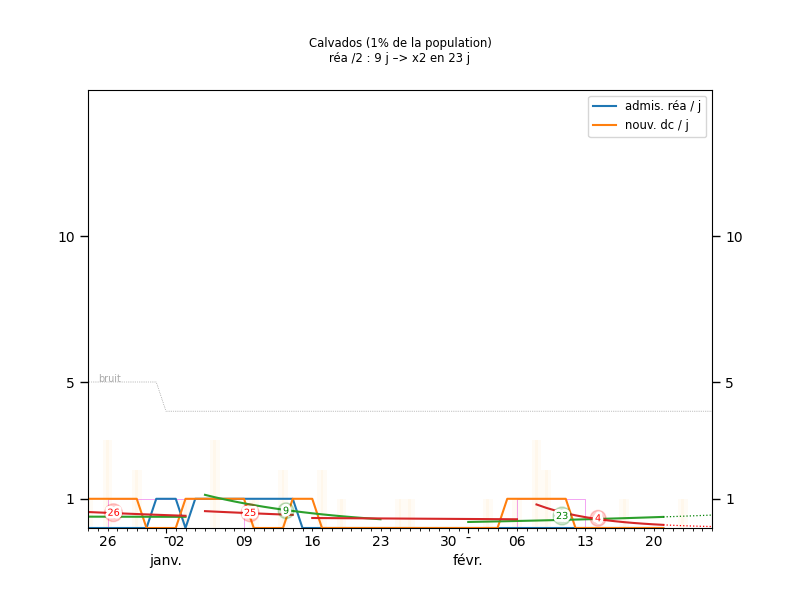 Calvados (1% de la population)
réa /2 : 9 j –> x2 en 23 j
admis. réa / j
nouv. dc / j
10
10
bruit
5
5
1
1
26
25
9
23
4
26
02
09
16
23
30
06
13
20
janv.
févr.